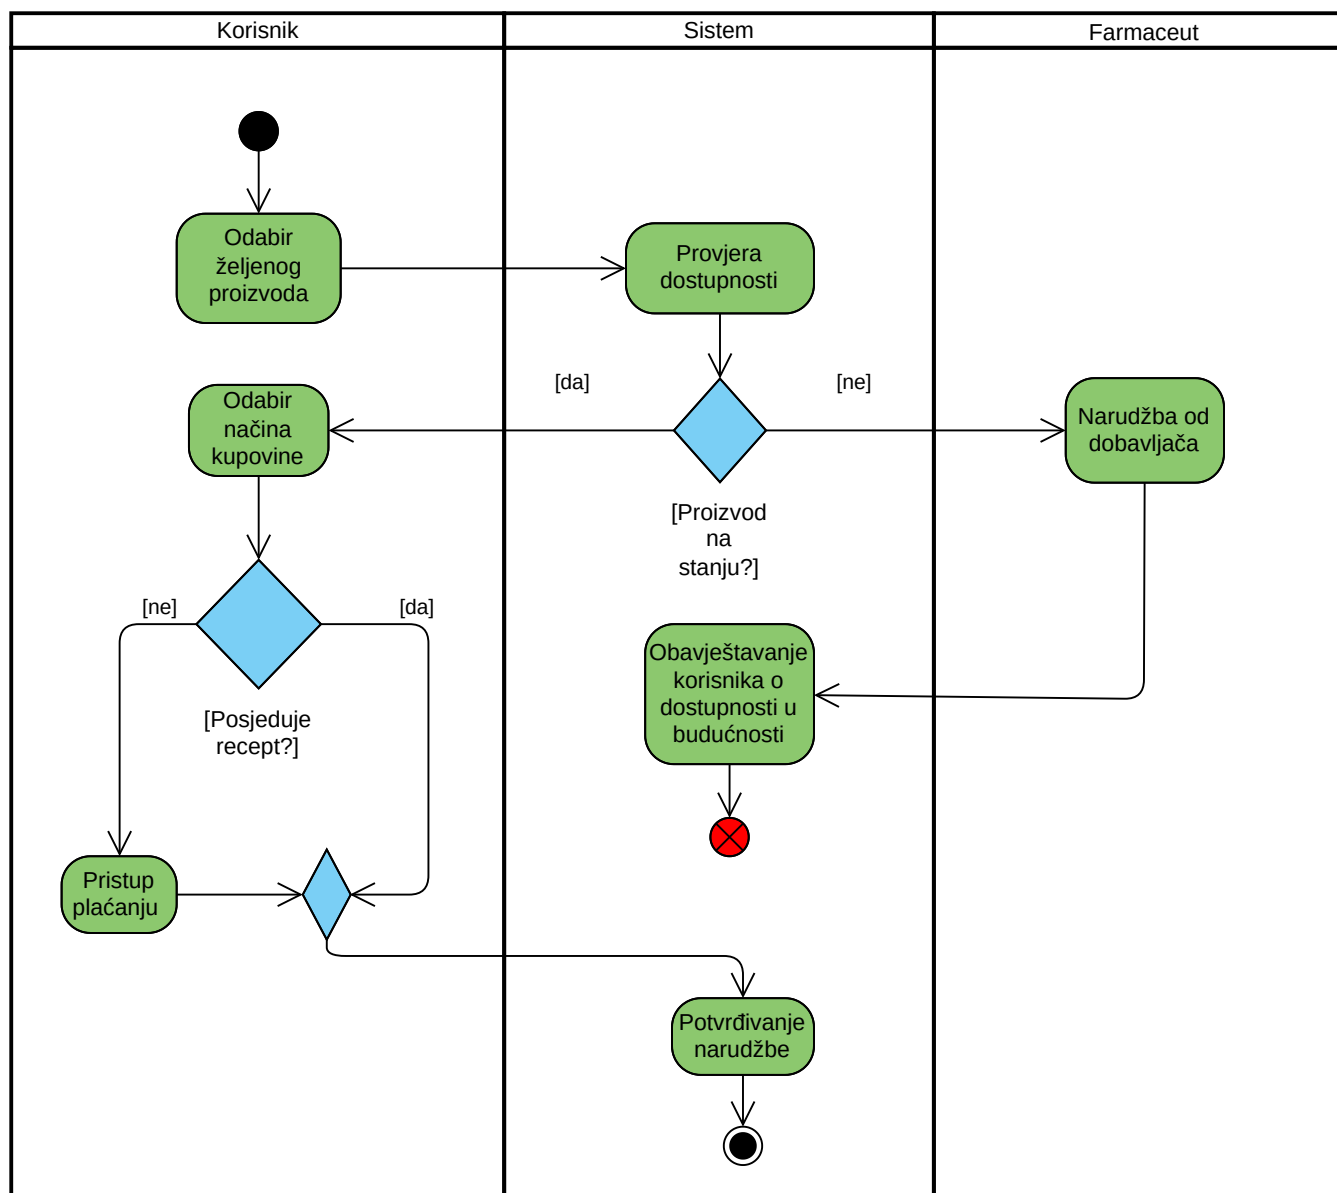 Korisnik
Sistem
Farmaceut
Odabir
željenog
proizvoda
Provjera
dostupnosti
[da]
[ne]
Odabir
načina
kupovine
Narudžba od
dobavljača
[Proizvod
na
stanju?]
[ne]
[da]
[Posjeduje
recept?]
Obavještavanje
korisnika o
dostupnosti u
budućnosti
Pristup
plaćanju
Potvrđivanje
narudžbe